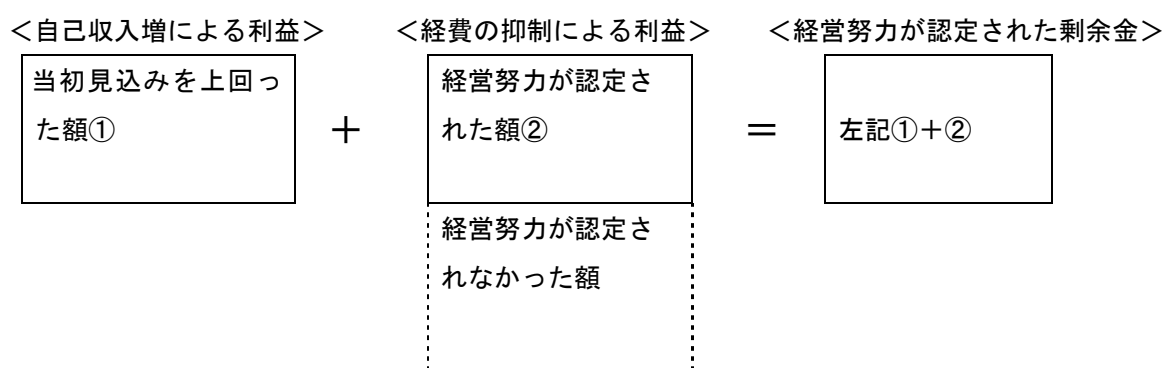 ＜自己収入増による利益＞
＜経費の抑制による利益＞
＜経営努力が認定された剰余金＞
当初見込みを上回っ
た額①
＋
経営努力が認定さ
れた額②
＝
左記①＋②
経営努力が認定さ
れなかった額